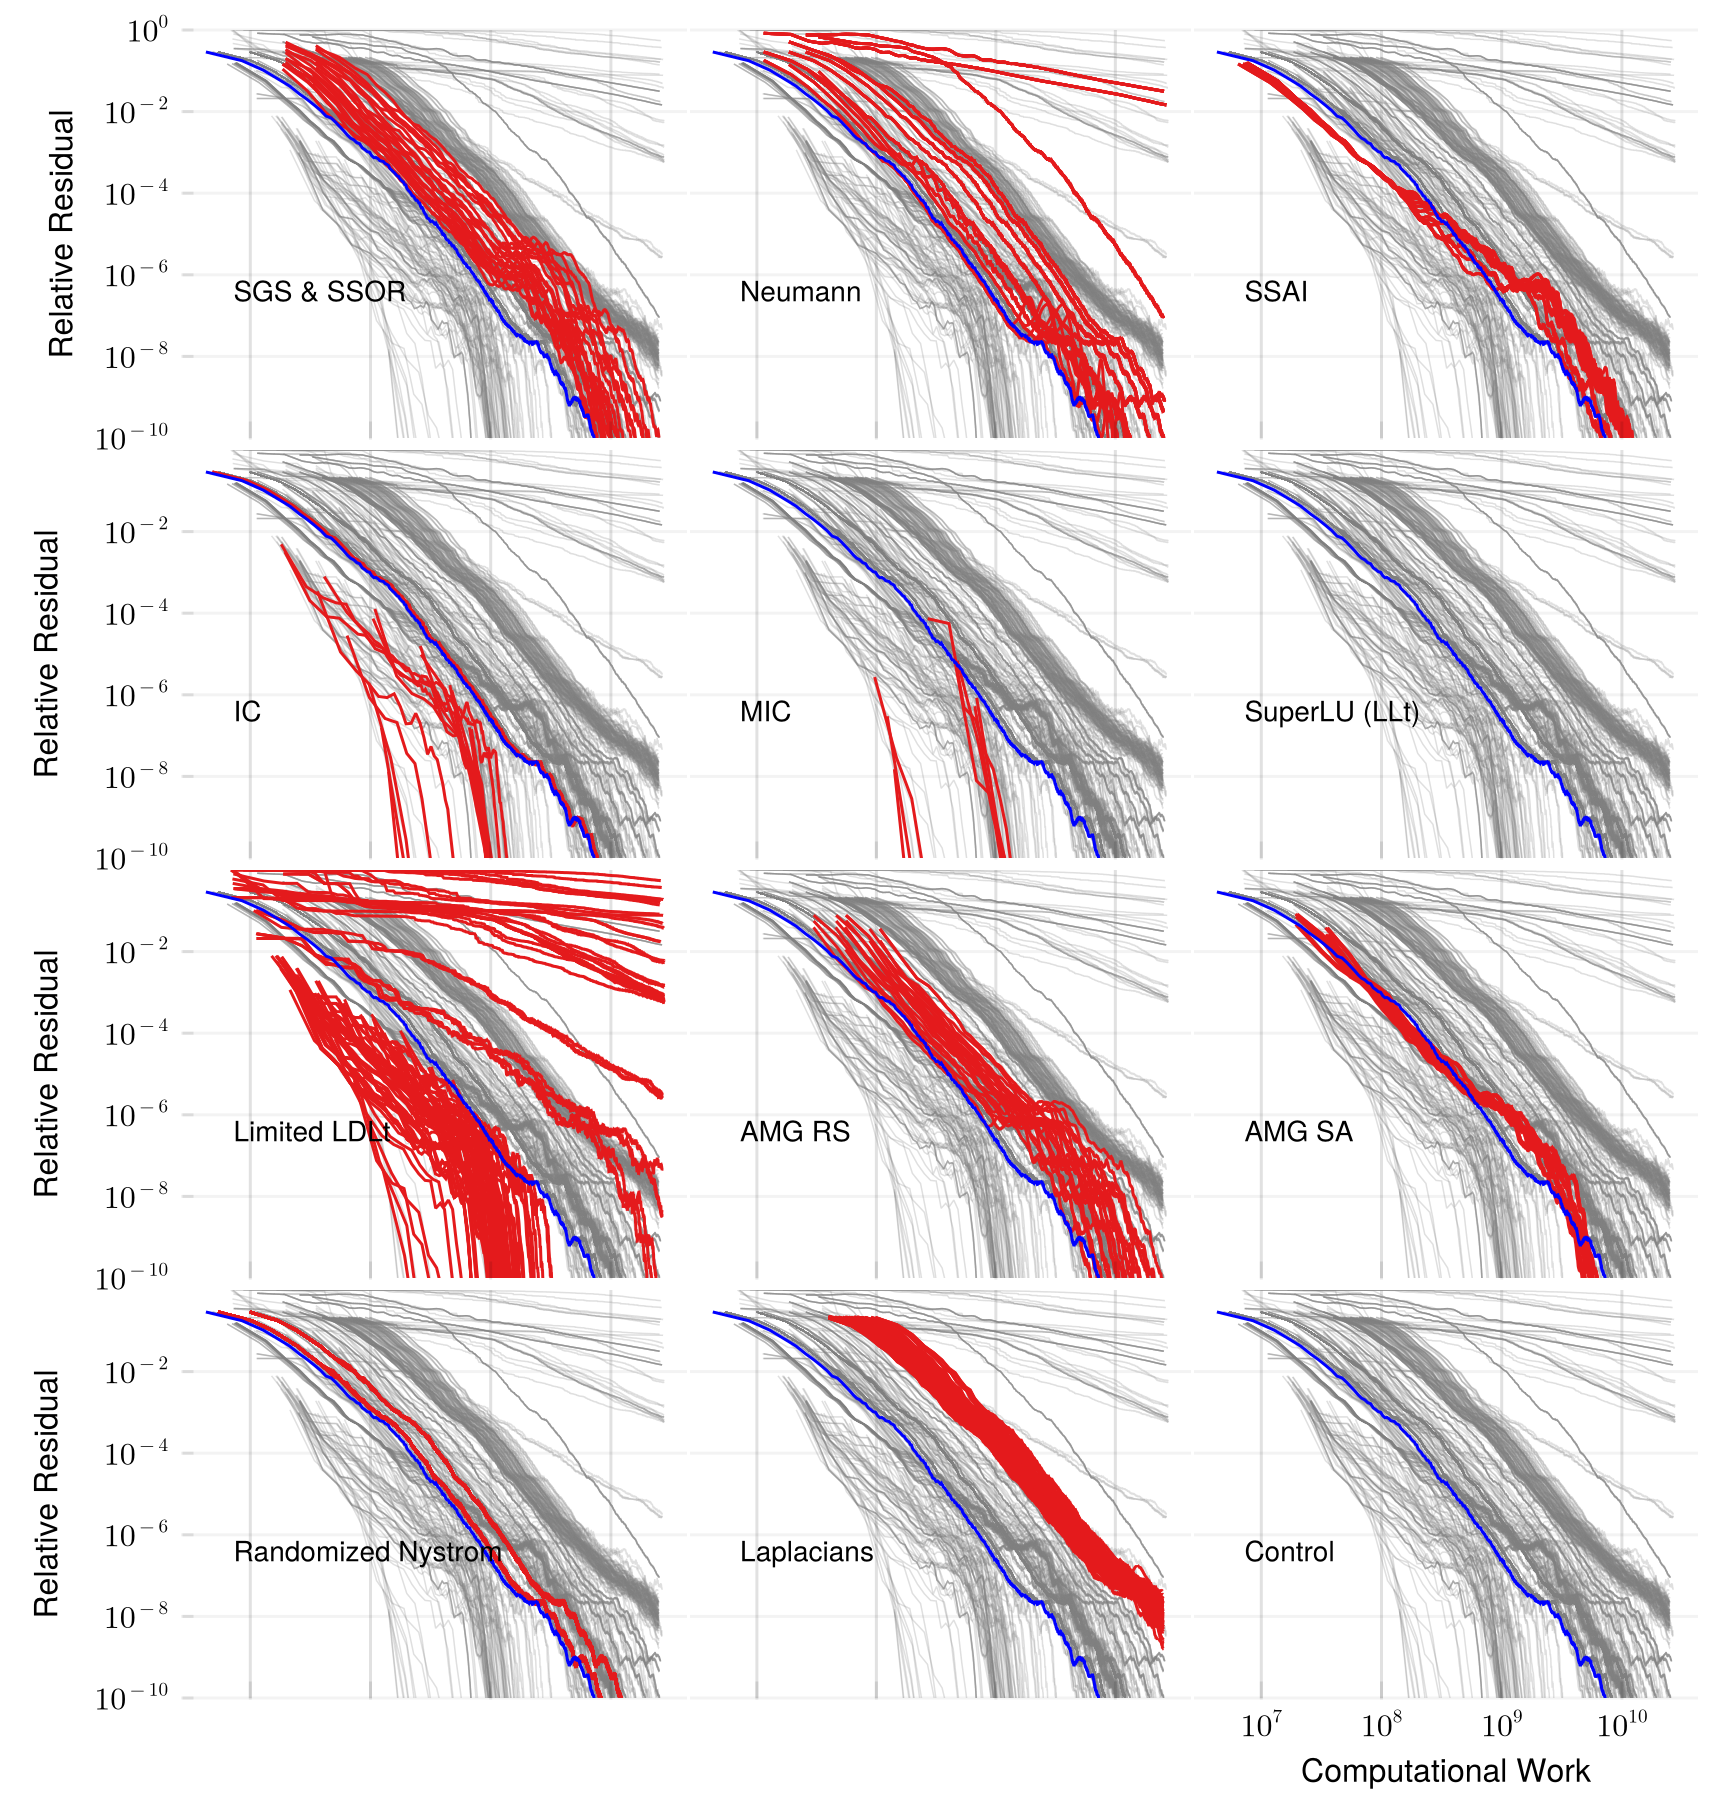 10^0
10^-2
10^-4
10^-6
10^-8
10^-10
Relative Residual
SGS & SSOR
Neumann
SSAI
10^-2
10^-4
10^-6
10^-8
10^-10
Relative Residual
IC
MIC
SuperLU (LLt)
10^-2
10^-4
10^-6
10^-8
10^-10
Relative Residual
Limited LDLt
AMG RS
AMG SA
10^-2
10^-4
10^-6
10^-8
10^-10
Relative Residual
Randomized Nystrom
Laplacians
Control
10^7 10^8 10^9 10^10
Computational Work